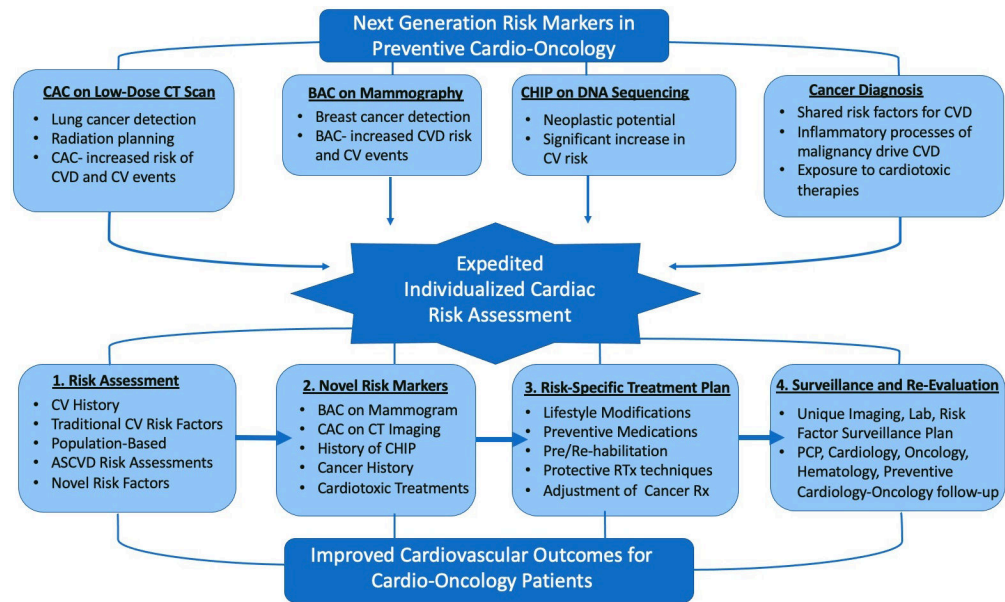 Next Generation Risk Markers in
Preventive Cardio-Oncology
CAC on Low-Dose CT Scan
• Lung cancer detection
• Radiation planning
• CAC- increased risk of
CVD and CV events
BAC on Mammography
• Breast cancer detection
• BAC- increased CVD risk
and CV events
CHIP on DNA Sequencing
• Neoplastic potential
• Significant increase in
CV risk
Cancer Diagnosis
• Shared risk factors for CVD
• Inflammatory processes of
malignancy drive CVD
• Exposure to cardiotoxic
therapies
Expedited
Individualized Cardiac
Risk Assessment
1. Risk Assessment
• CV History
• Traditional CV Risk Factors
• Population-Based
• ASCVD Risk Assessments
• Novel Risk Factors
2. Novel Risk Markers
• BAC on Mammogram
• CAC on CT Imaging
• History of CHIP
• Cancer History
• Cardiotoxic Treatments
3. Risk-Specific Treatment Plan
• Lifestyle Modifications
• Preventive Medications
• Pre/Re-habilitation
• Protective RTx techniques
• Adjustment of Cancer Rx
4. Surveillance and Re-Evaluation
• Unique Imaging, Lab, Risk
Factor Surveillance Plan
• PCP, Cardiology, Oncology,
Hematology, Preventive
Cardiology-Oncology follow-up
Improved Cardiovascular Outcomes for
Cardio-Oncology Patients